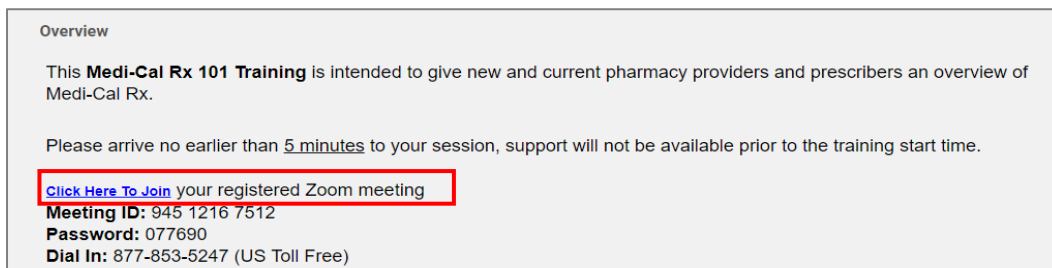 Overview
This Medi-Cal Rx 101 Training is intended to give new and current pharmacy providers and prescribers an overview of
Medi-Cal Rx.
Please arrive no earlier than 5 minutes to your session, support will not be available prior to the training start time.
Click Here To Join your registered Zoom meeting
Meeting ID: 945 1216 7512
Password: 077690
Dial In: 877-853-5247 (US Toll Free)